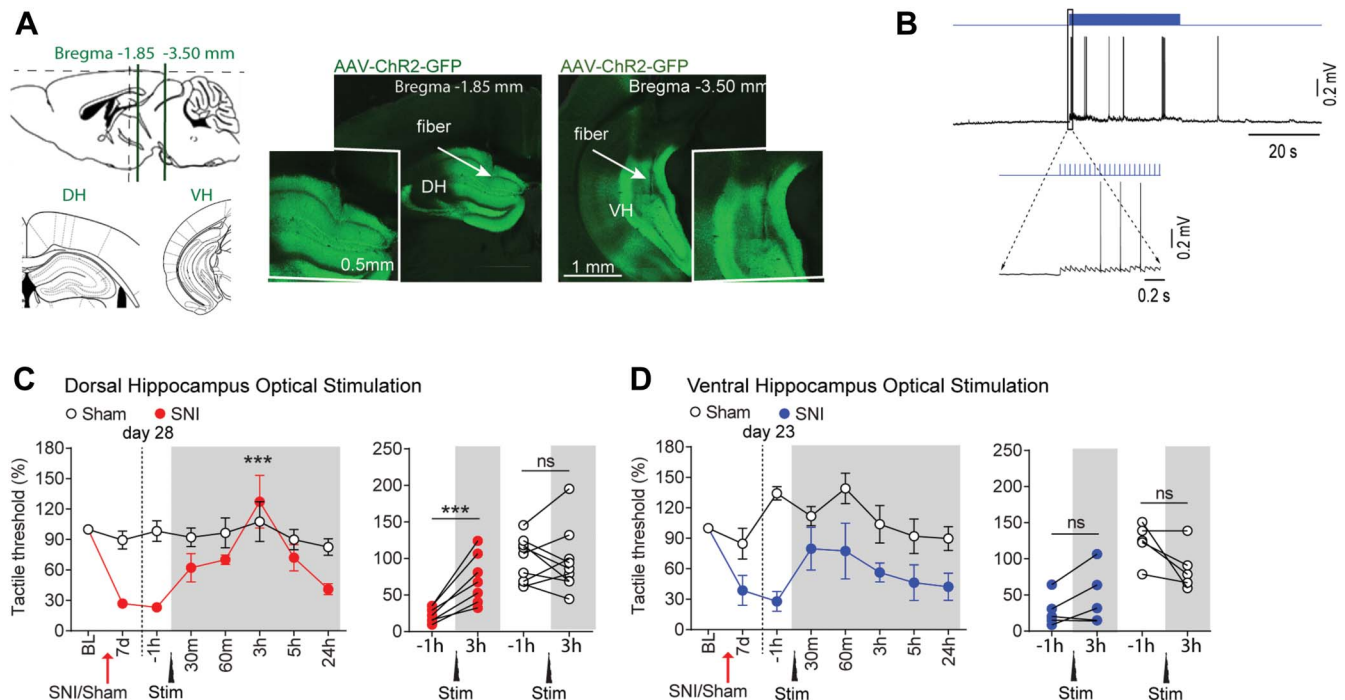 A
Bregma -1.85 -3.50 mm
DH
VH
AAV-ChR2-GFP
Bregma -1.85 mm
fiber
DH
0.5mm
AAV-ChR2-GFP
Bregma -3.50 mm
fiber
VH
1 mm
B
0.2 mV
20 s
0.2 mV
0.2 s
C
Dorsal Hippocampus Optical Stimulation
Sham SNI
day 28
Tactile threshold (%)
180
150
120
90
60
30
0
***
BL
7d
-1h
30m
60m
3h
5h
24h
SNI/Sham
Stim
250
200
150
100
50
0
***
ns
-1h 3h -1h 3h
Stim Stim
D
Ventral Hippocampus Optical Stimulation
Sham SNI
day 23
Tactile threshold (%)
180
150
120
90
60
30
0
BL
7d
-1h
30m
60m
3h
5h
24h
SNI/Sham
Stim
250
200
150
100
50
0
ns
ns
-1h 3h -1h 3h
Stim Stim